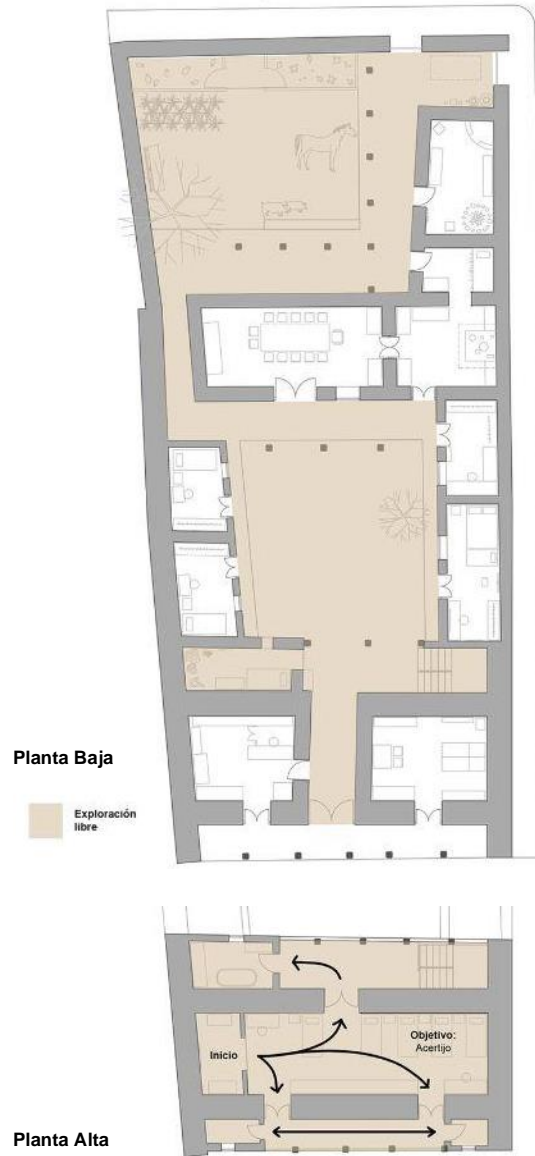 Planta Baja
Exploración
libre
Inicio
Objetivo:
Acertijo
Planta Alta